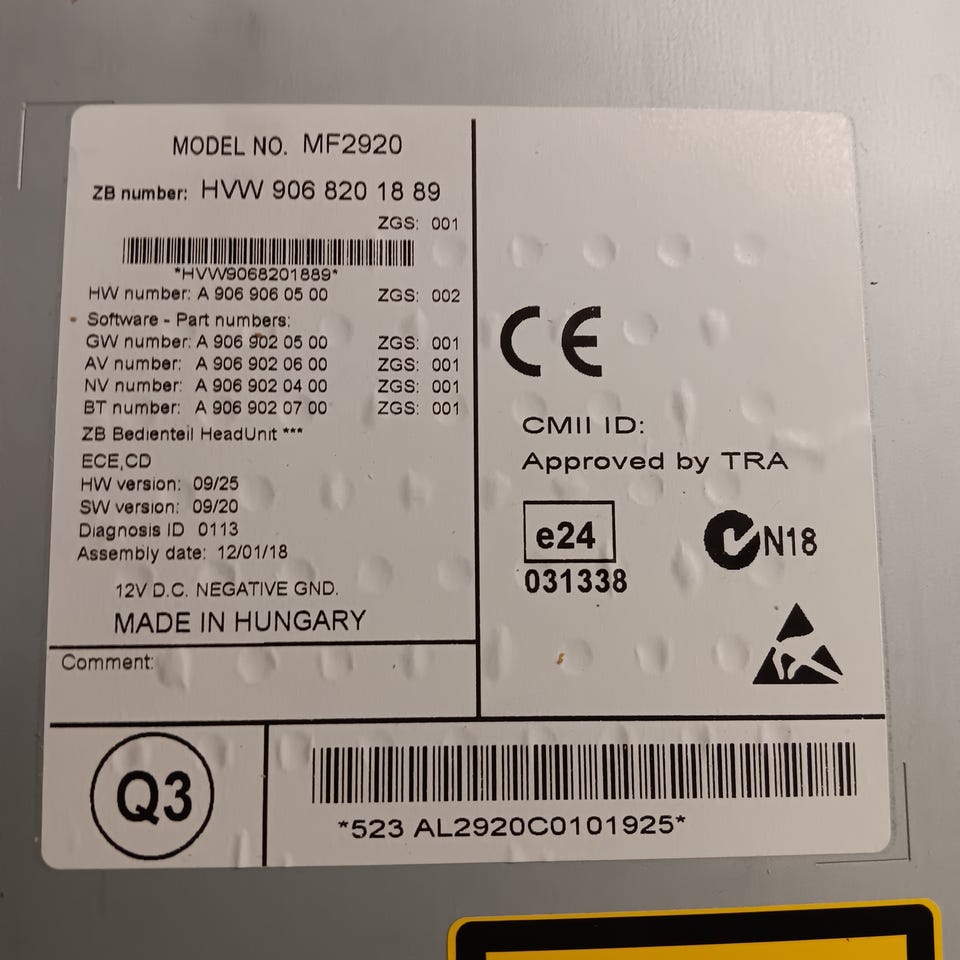 MODEL NO. MF2920
ZB number: HVW 906 820 18 89
ZGS: 001
*HVW9068201889*
HW number: A 906 906 05 00 ZGS: 002
Software - Part numbers:
GW number: A 906 902 05 00 ZGS: 001
AV number: A 906 902 06 00 ZGS: 001
NV number: A 906 902 04 00 ZGS: 001
BT number: A 906 902 07 00 ZGS: 001
ZB Bedienteil HeadUnit ***
ECE,CD
HW version: 09/25
SW version: 09/20
Diagnosis ID 0113
Assembly date: 12/01/18
12V D.C. NEGATIVE GND.
MADE IN HUNGARY
Comment:
CE
CMII ID:
Approved by TRA
e24
031338
N18
Q3
*523 AL2920C0101925*